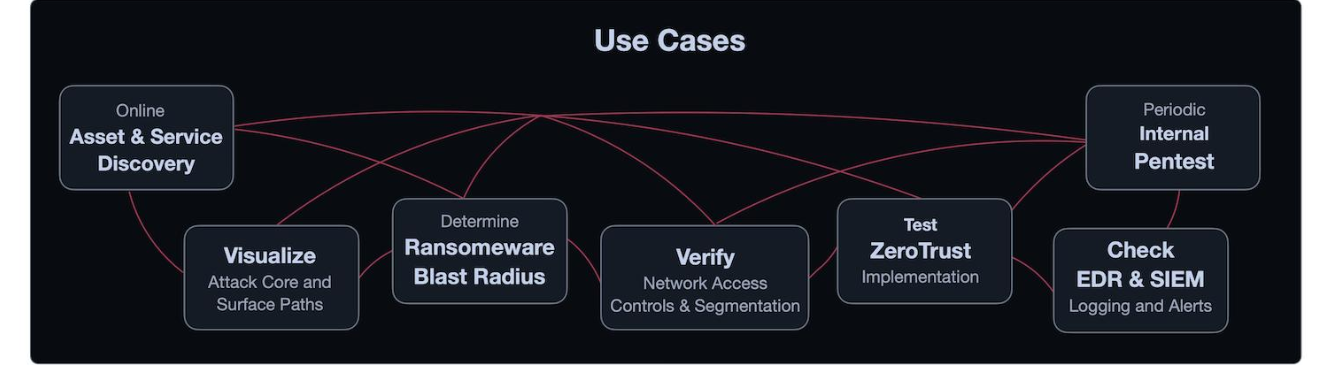 Use Cases
Online
Asset & Service
Discovery
Visualize
Attack Core and
Surface Paths
Determine
Ransomeware
Blast Radius
Verify
Network Access
Controls & Segmentation
Test
ZeroTrust
Implementation
Periodic
Internal
Pentest
Check
EDR & SIEM
Logging and Alerts